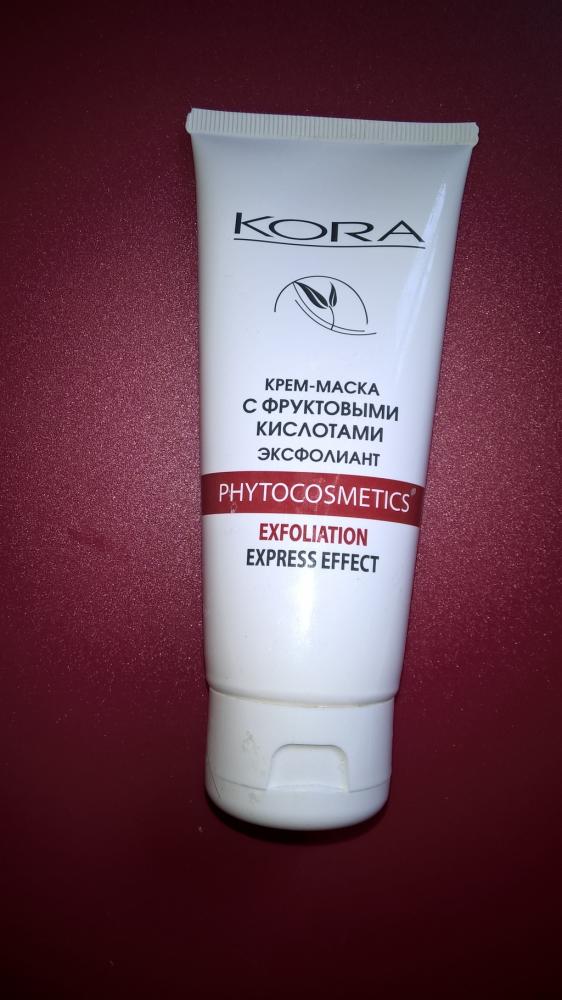 KORA
КРЕМ-МАСКА
С ФРУКТОВЫМИ
КИСЛОТАМИ
ЭКСФОЛИАНТ
PHYTOCOSMETICS®
EXFOLIATION
EXPRESS EFFECT